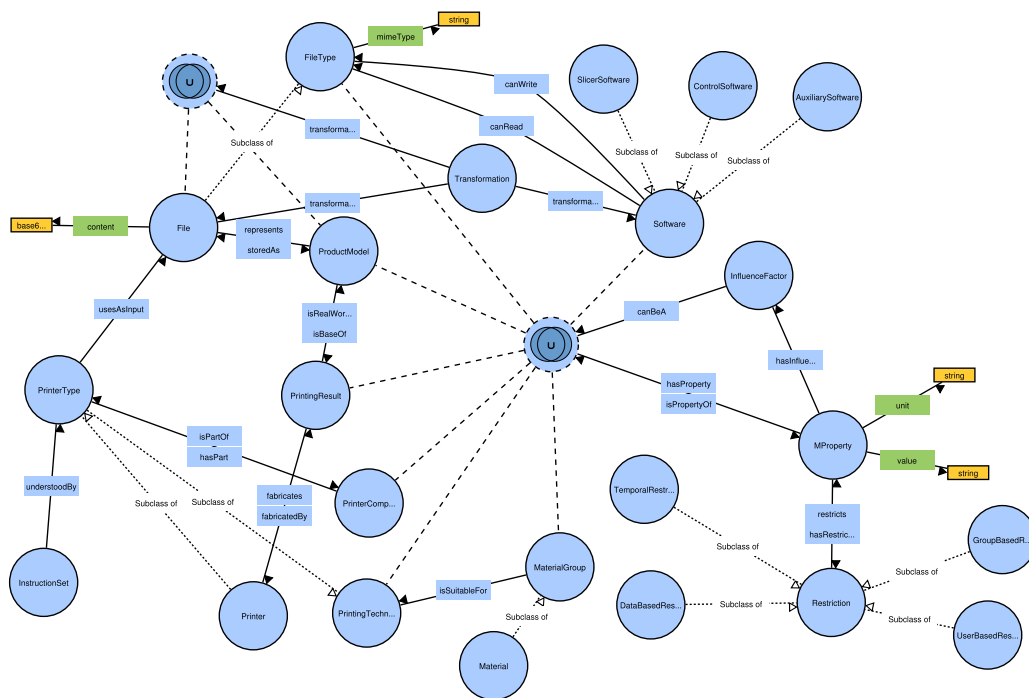 string
mimeType
FileType
SlicerSoftware
ControlSoftware
AuxiliarySoftware
∪
canWrite
canRead
transforma...
Subclass of
Subclass of
Subclass of
Subclass of
Transformation
transforma...
transforma...
File
Software
base6...
content
represents
storedAs
ProductModel
InfluenceFactor
usesAsInput
isRealWor...
isBaseOf
canBeA
∪
hasInflue...
string
PrinterType
PrintingResult
hasProperty
isPropertyOf
unit
isPartOf
hasPart
MProperty
value
string
understoodBy
Subclass of
Subclass of
fabricates
fabricatedBy
PrinterComp...
TemporalRestr...
restricts
hasRestric...
GroupBasedR...
Subclass of
Subclass of
InstructionSet
Printer
PrintingTechn...
isSuitableFor
MaterialGroup
DataBasedRes...
Subclass of
Restriction
Subclass of
Subclass of
UserBasedRes...
Material